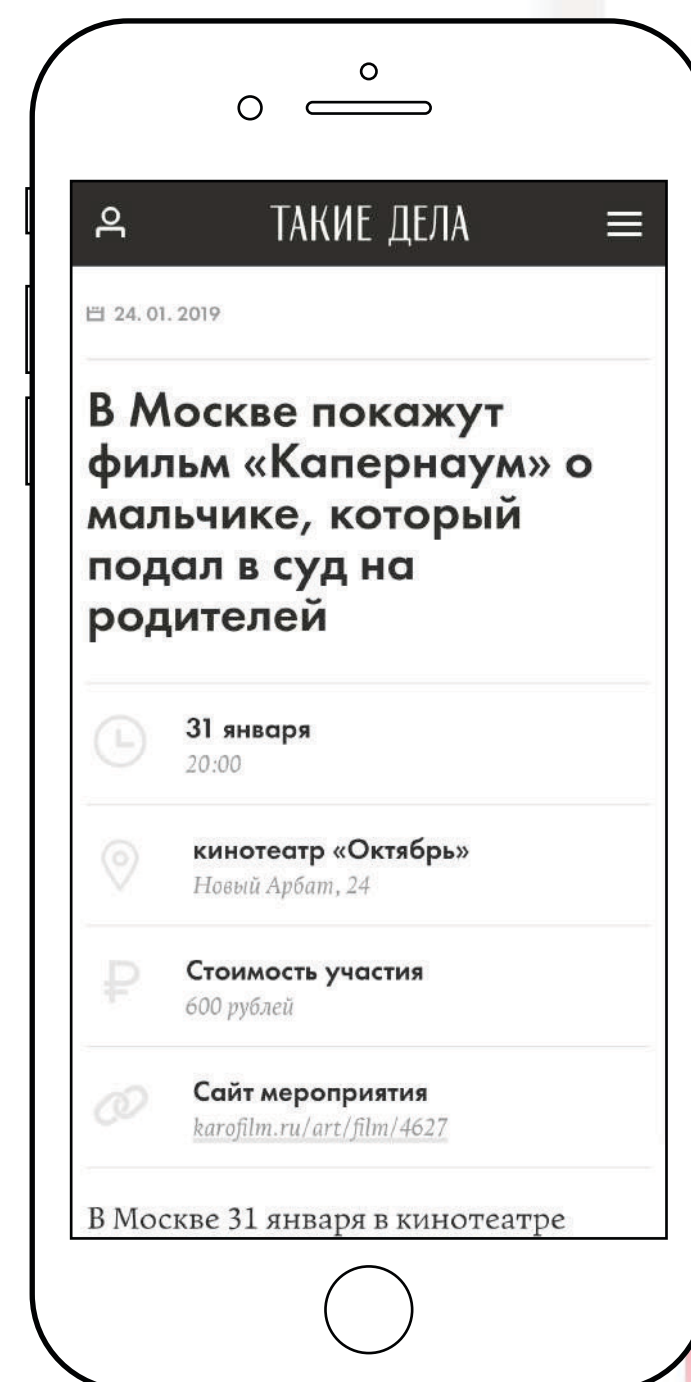 ТАКИЕ ДЕЛА
24. 01. 2019
В Москве покажут
фильм «Капернаум» о
мальчике, который
подал в суд на
родителей
31 января
20:00
кинотеатр «Октябрь»
Новый Арбат, 24
₽
Стоимость участия
600 рублей
Сайт мероприятия
karofilm.ru/art/film/4627
В Москве 31 января в кинотеатре